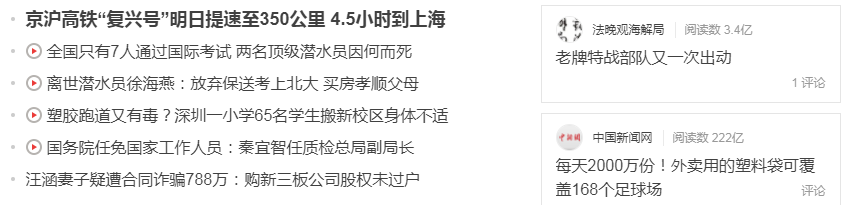 京沪高铁“复兴号”明日提速至350公里 4.5小时到上海
全国只有7人通过国际考试 两名顶级潜水员因何而死
离世潜水员徐海燕：放弃保送考上北大 买房孝顺父母
塑胶跑道又有毒？深圳一小学65名学生搬新校区身体不适
国务院任免国家工作人员：秦宜智任质检总局副局长
汪涵妻子疑遭合同诈骗788万：购新三板公司股权未过户
法晚观海解局 阅读数 3.4亿
老牌特战部队又一次出动
1 评论
中国新闻网 阅读数 222亿
每天2000万份！外卖用的塑料袋可覆
盖168个足球场
评论